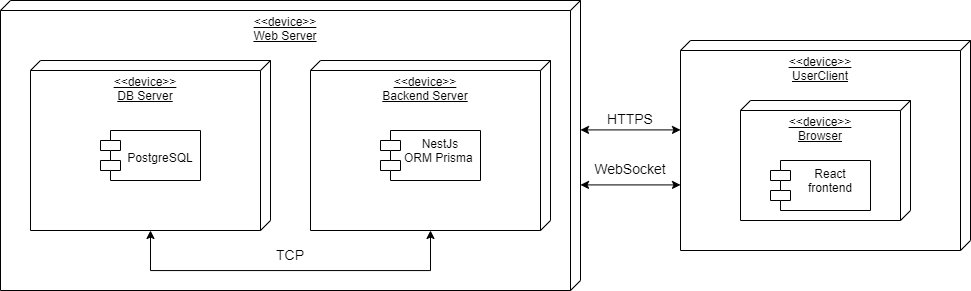 <<device>>
Web Server
<<device>>
DB Server
PostgreSQL
<<device>>
Backend Server
NestJs
ORM Prisma
TCP
HTTPS
WebSocket
<<device>>
UserClient
<<device>>
Browser
React
frontend